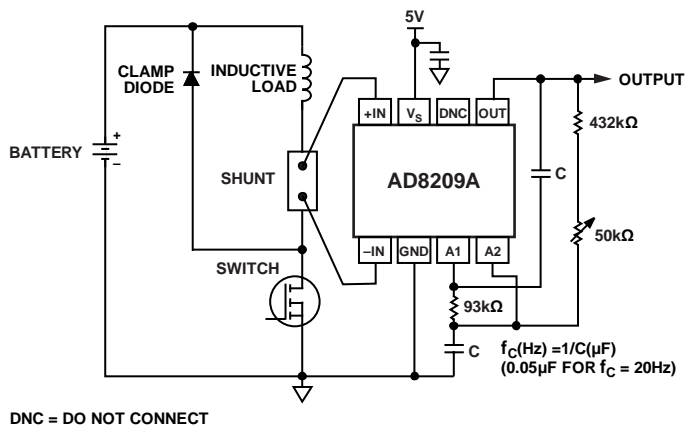 5V
CLAMP
DIODE
INDUCTIVE
LOAD
OUTPUT
+IN
VS
DNC
OUT
432kΩ
BATTERY
+
–
SHUNT
AD8209A
C
50kΩ
–IN
GND
A1
A2
SWITCH
93kΩ
C
fC(Hz) =1/C(µF)
(0.05µF FOR fC = 20Hz)
DNC = DO NOT CONNECT